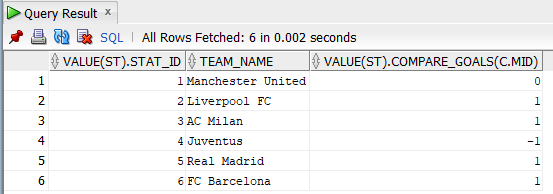 Query Result ×
SQL | All Rows Fetched: 6 in 0.002 seconds
VALUE(ST).STAT_ID TEAM_NAME VALUE(ST).COMPARE_GOALS(C.MID)
1 1 Manchester United 0
2 2 Liverpool FC 1
3 3 AC Milan 1
4 4 Juventus -1
5 5 Real Madrid 1
6 6 FC Barcelona 1